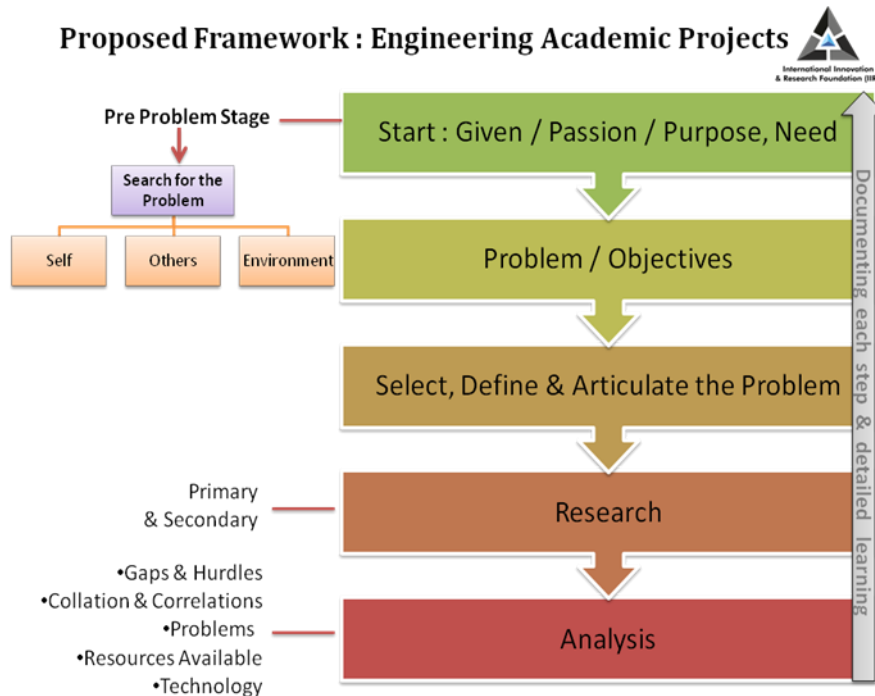 Proposed Framework : Engineering Academic Projects
International Innovation
& Research Foundation (IIR
Pre Problem Stage
Start : Given / Passion / Purpose, Need
Search for the
Problem
Self
Others
Environment
Problem / Objectives
Select, Define & Articulate the Problem
Primary
& Secondary
Research
•Gaps & Hurdles
•Collation & Correlations
•Problems
•Resources Available
•Technology
Analysis
Documenting each step & detailed learning